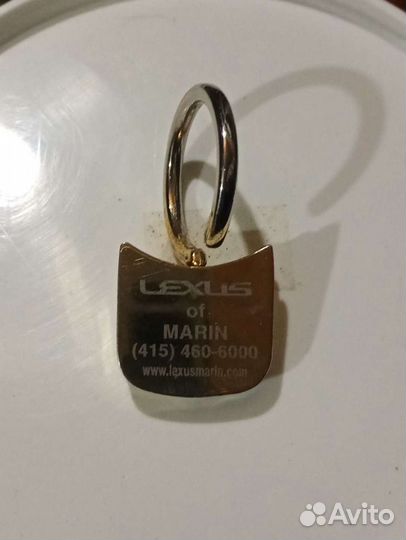 LEXUS
of
MARIN
(415) 460-6000
www.lexusmarin.com
Avito